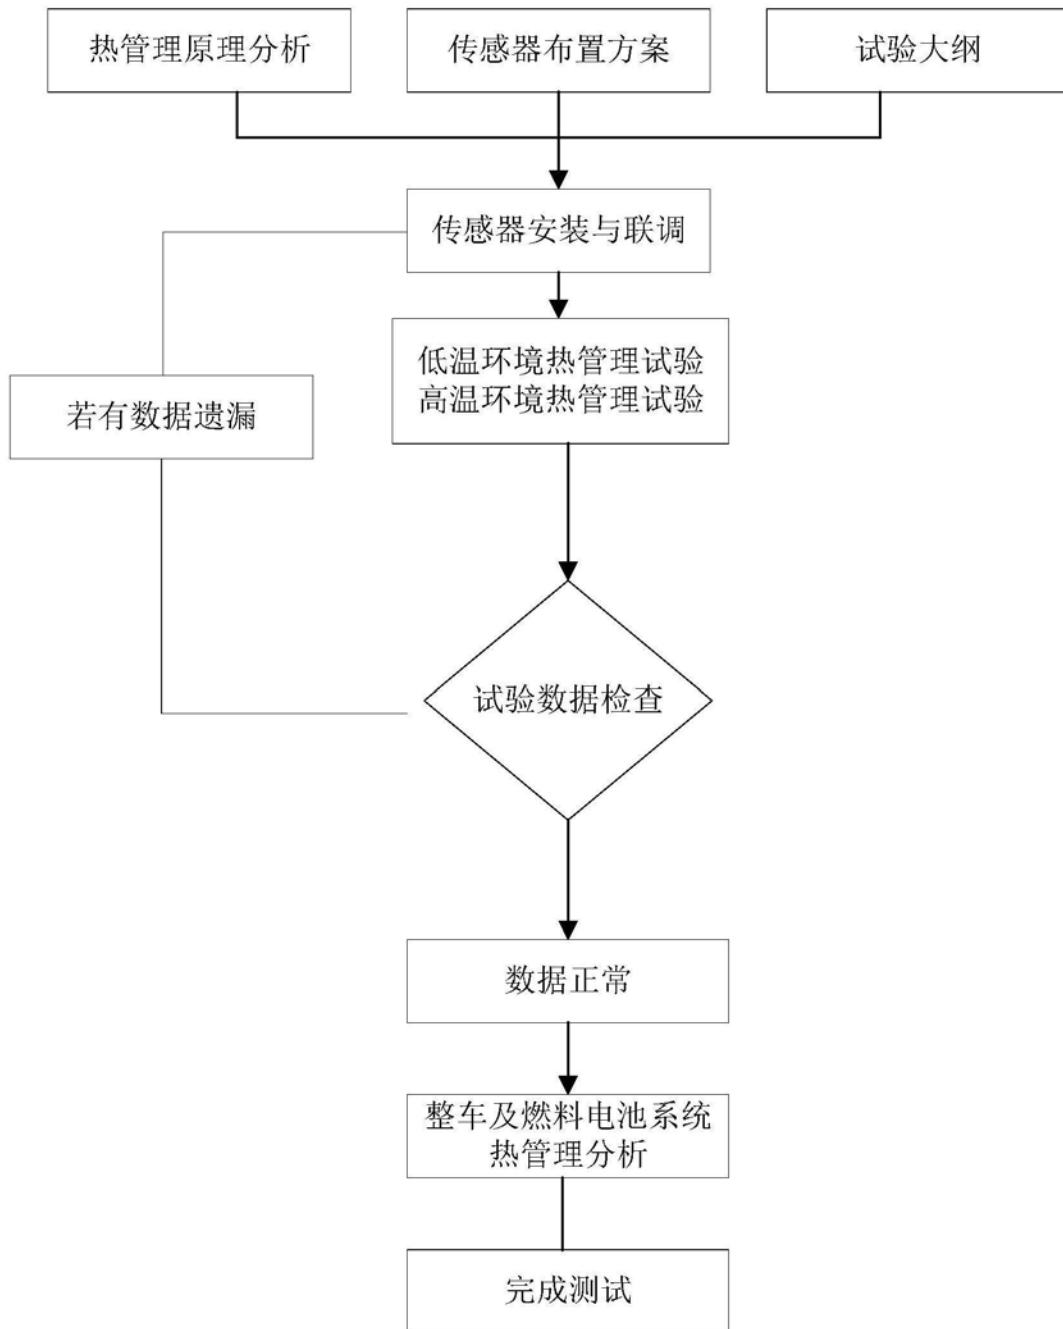 热管理原理分析
传感器布置方案
试验大纲
传感器安装与联调
低温环境热管理试验
高温环境热管理试验
若有数据遗漏
试验数据检查
数据正常
整车及燃料电池系统
热管理分析
完成测试